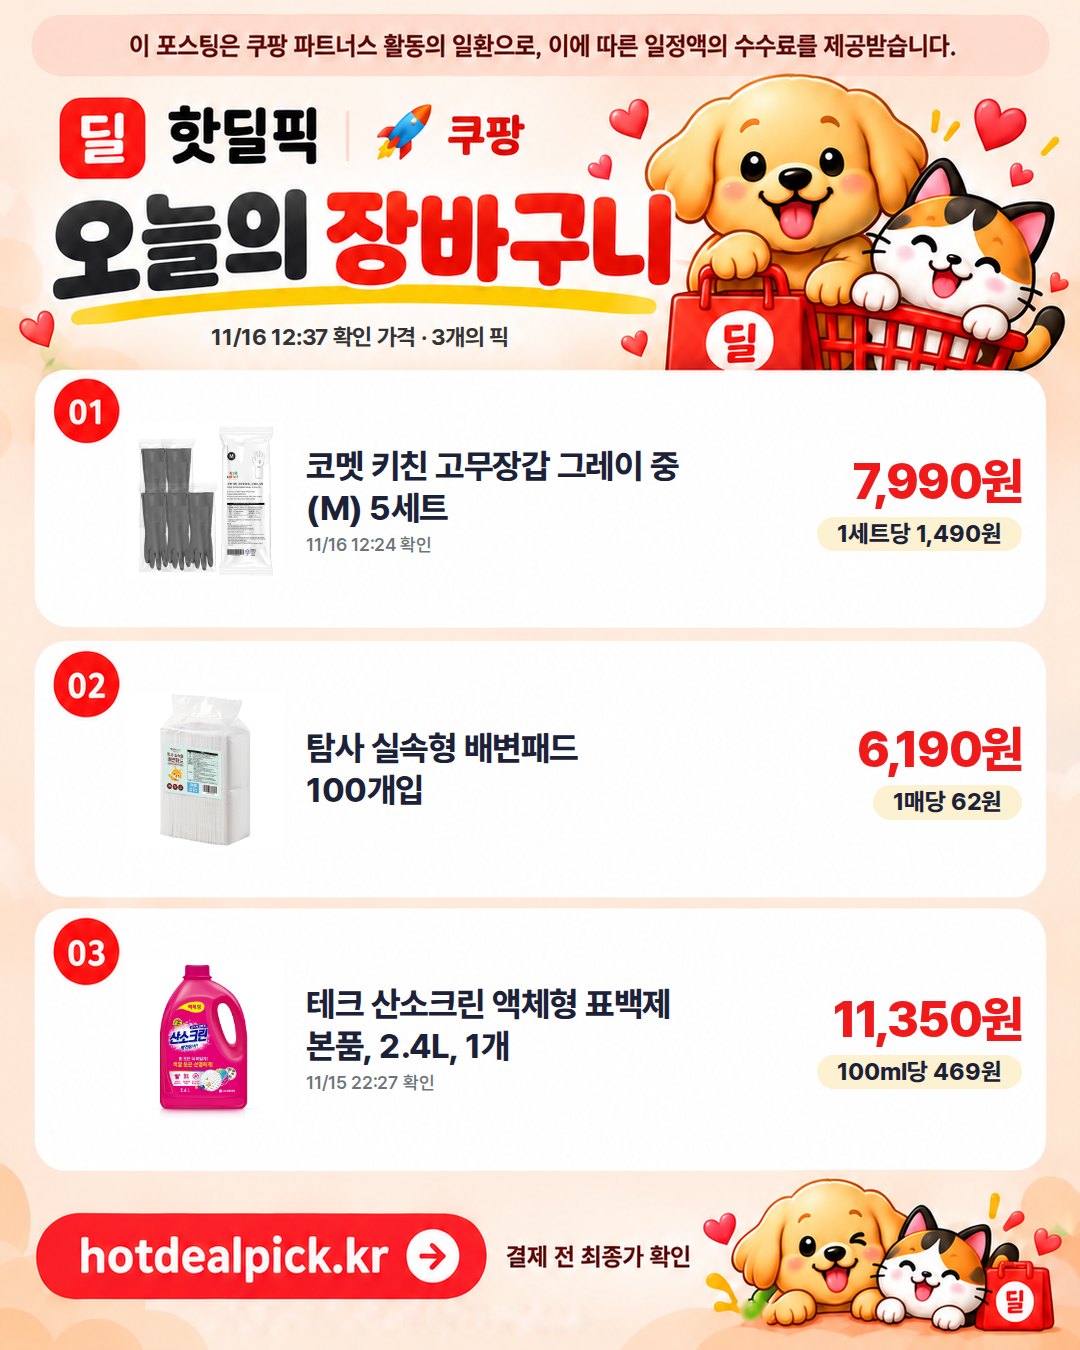 이 포스팅은 쿠팡 파트너스 활동의 일환으로, 이에 따른 일정액의 수수료를 제공받습니다.
딜 핫딜픽 쿠팡
오늘의 장바구니
11/16 12:37 확인 가격 · 3개의 픽
딜
01
코멧 키친 고무장갑 그레이 중
(M) 5세트
11/16 12:24 확인
7,990원
1세트당 1,490원
02
탐사 실속형 배변패드
100개입
6,190원
1매당 62원
03
산소크린
2.4L
테크 산소크린 액체형 표백제
본품, 2.4L, 1개
11/15 22:27 확인
11,350원
100ml당 469원
hotdealpick.kr
결제 전 최종가 확인
딜